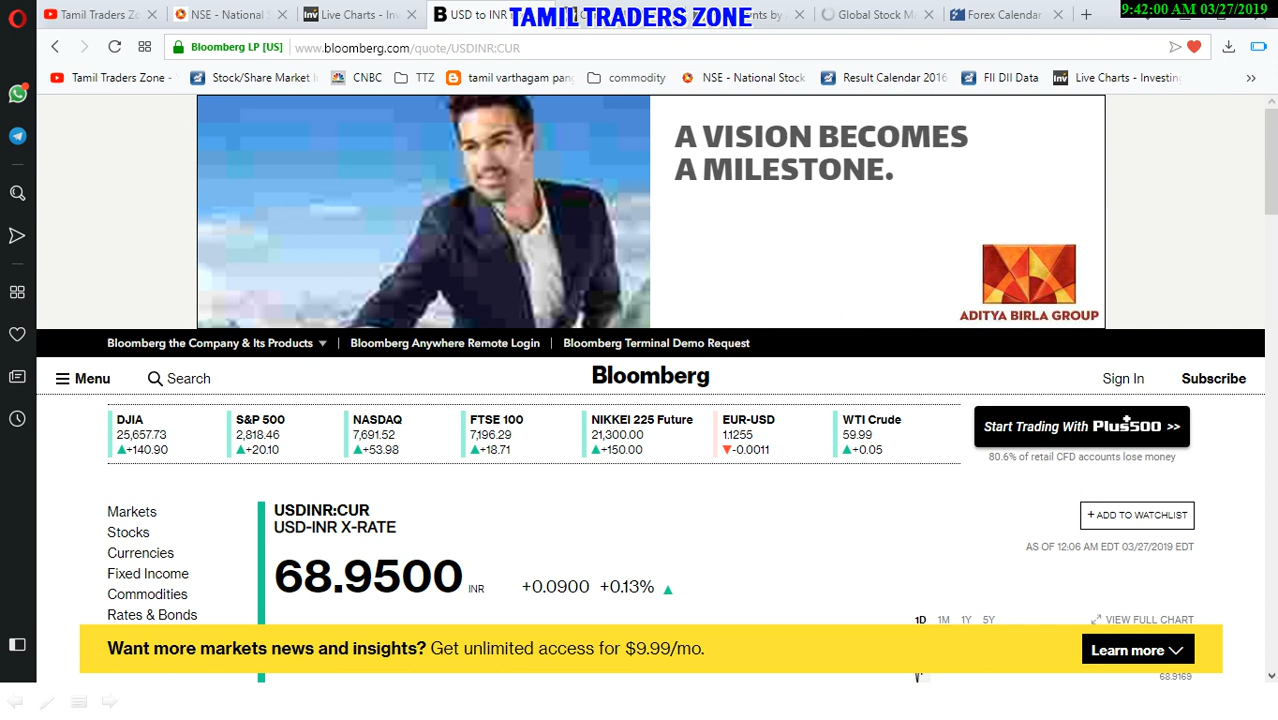 Tamil Traders Zo
NSE - National S
Inv Live Charts - Inv
B USD to INR
TAMIL TRADERS ZONE
nts by
Global Stock M
Forex Calendar
9:42:00 AM 03/27/2019
Bloomberg LP [US] www.bloomberg.com/quote/USDINR:CUR
Tamil Traders Zone -
Stock/Share Market I
CNBC
TTZ
tamil varthagam pan
commodity
NSE - National Stock
Result Calendar 2016
FII DII Data
Inv Live Charts - Investing
A VISION BECOMES
A MILESTONE.
ADITYA BIRLA GROUP
Bloomberg the Company & Its Products
Bloomberg Anywhere Remote Login
Bloomberg Terminal Demo Request
Menu
Search
Bloomberg
Sign In
Subscribe
DJIA
25,657.73
+140.90
S&P 500
2,818.46
+20.10
NASDAQ
7,691.52
+53.98
FTSE 100
7,196.29
+18.71
NIKKEI 225 Future
21,300.00
+150.00
EUR-USD
1.1255
-0.0011
WTI Crude
59.99
+0.05
Start Trading With Plus500 >>
80.6% of retail CFD accounts lose money
Markets
Stocks
Currencies
Fixed Income
Commodities
Rates & Bonds
USDINR:CUR
USD-INR X-RATE
68.9500 INR +0.0900 +0.13%
+ ADD TO WATCHLIST
AS OF 12:06 AM EDT 03/27/2019 EDT
1D 1M 1Y 5Y
VIEW FULL CHART
Want more markets news and insights? Get unlimited access for $9.99/mo.
Learn more
68.9169